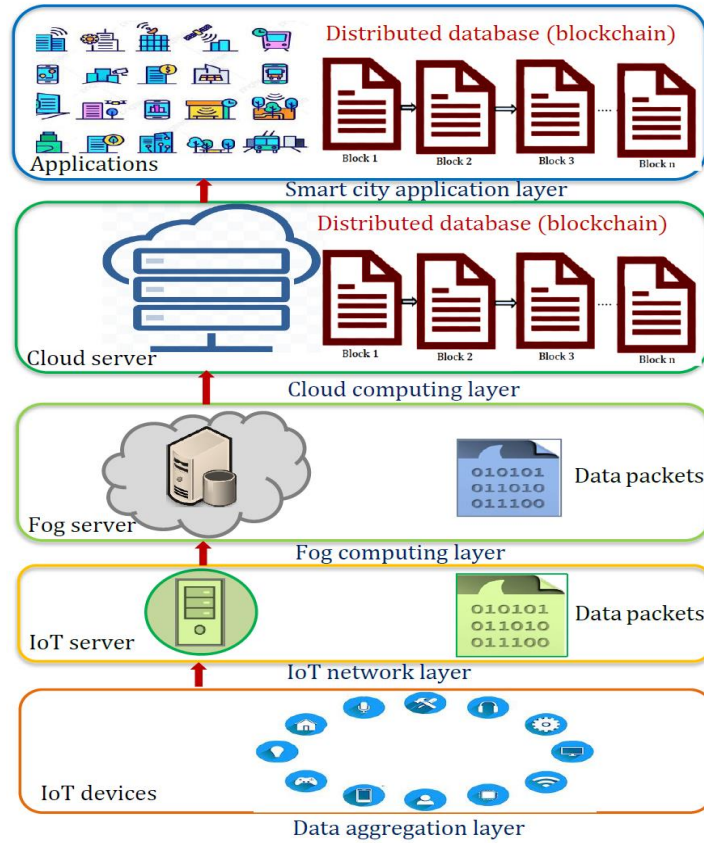 Distributed database (blockchain)
Block 1
Block 2
Block 3
.....
Block n
Applications
Smart city application layer
Distributed database (blockchain)
Block 1
Block 2
Block 3
.....
Block n
Cloud server
Cloud computing layer
010101
011010
011100
Data packets
Fog server
Fog computing layer
010101
011010
011100
Data packets
IoT server
IoT network layer
IoT devices
Data aggregation layer